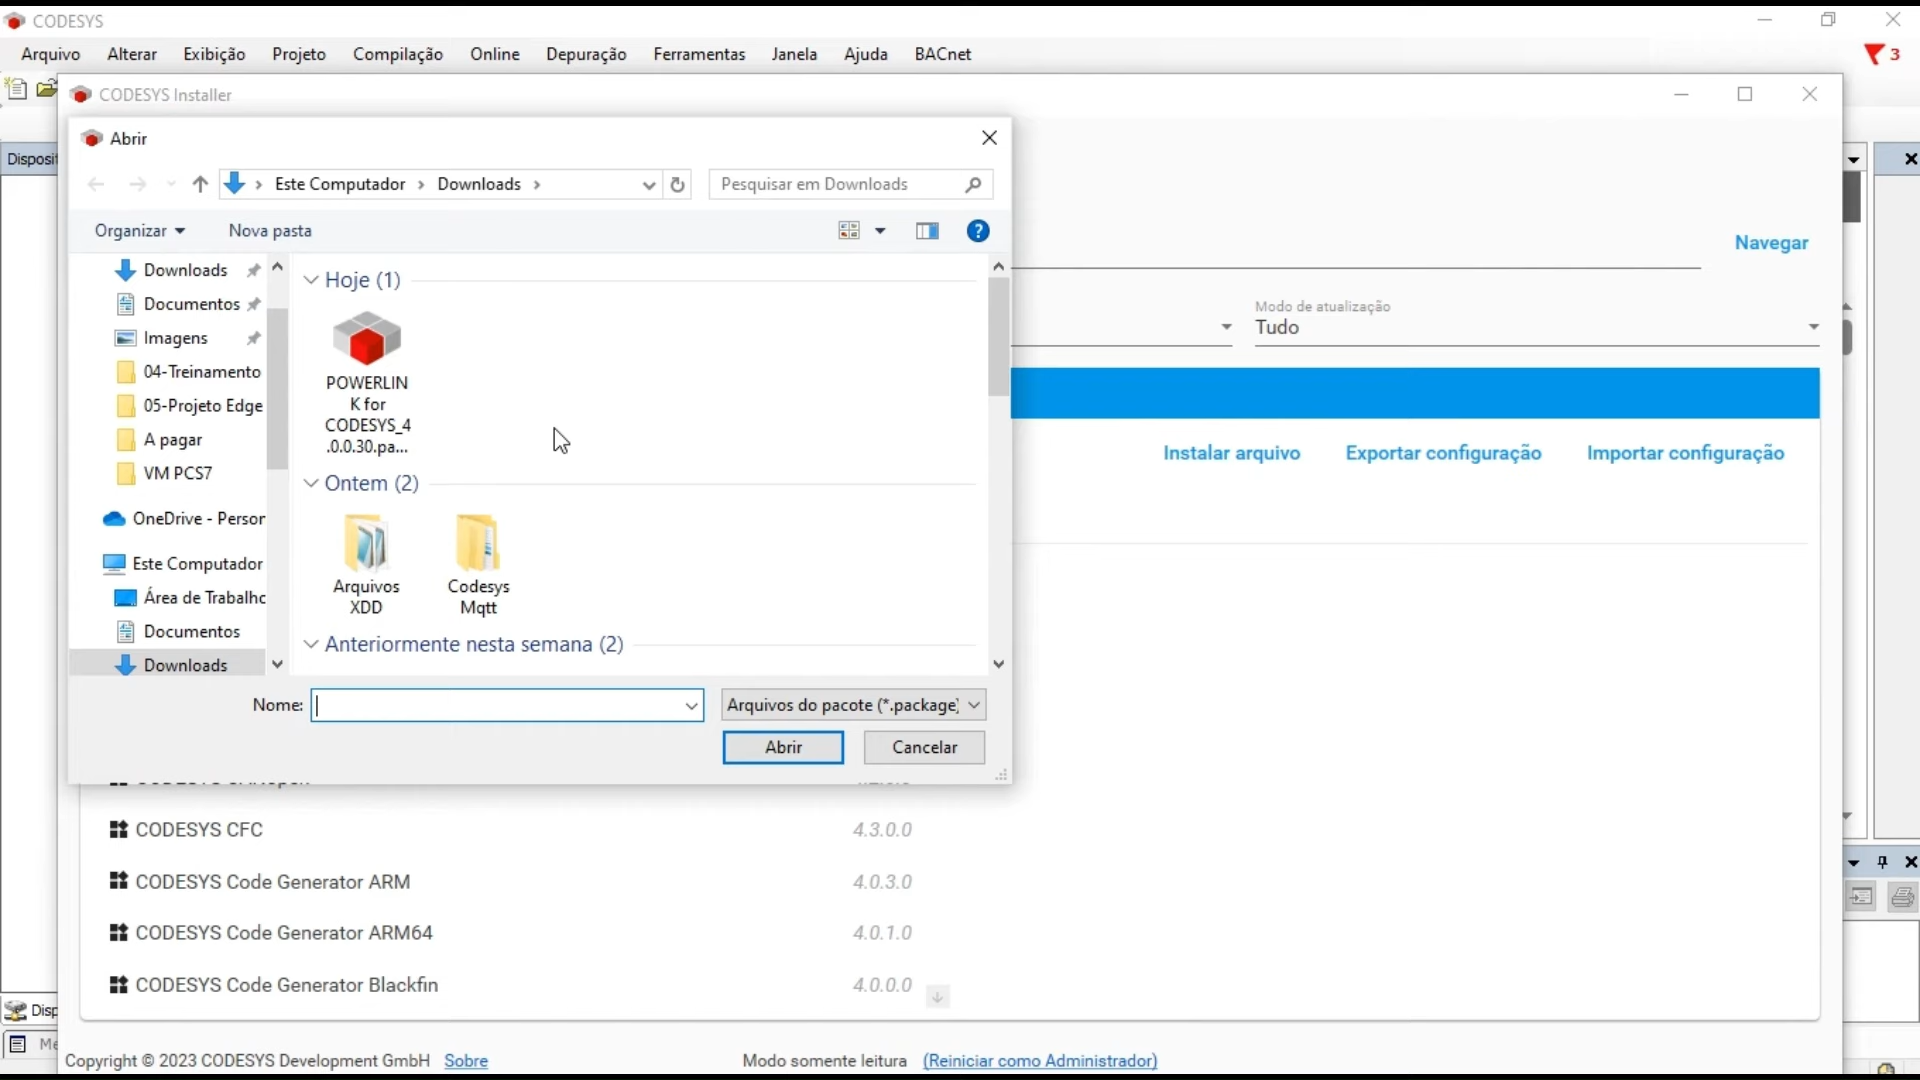 CODESYS
Arquivo Alterar Exibição Projeto Compilação Online Depuração Ferramentas Janela Ajuda BACnet
3
CODESYS Installer
Abrir
Este Computador Downloads
Pesquisar em Downloads
Organizar
Nova pasta
Navegar
Downloads
Documentos
Imagens
04-Treinamento
05-Projeto Edge
A pagar
VM PCS7
OneDrive - Person
Este Computador
Área de Trabalho
Documentos
Downloads
Hoje (1)
POWERLIN
K for
CODESYS_4
.0.0.30.pa...
Ontem (2)
Arquivos
XDD
Codesys
Mqtt
Anteriormente nesta semana (2)
Nome:
Arquivos do pacote (*.package)
Abrir
Cancelar
Modo de atualização
Tudo
Instalar arquivo
Exportar configuração
Importar configuração
CODESYS CFC 4.3.0.0
CODESYS Code Generator ARM 4.0.3.0
CODESYS Code Generator ARM64 4.0.1.0
CODESYS Code Generator Blackfin 4.0.0.0
Copyright © 2023 CODESYS Development GmbH Sobre
Modo somente leitura (Reiniciar como Administrador)